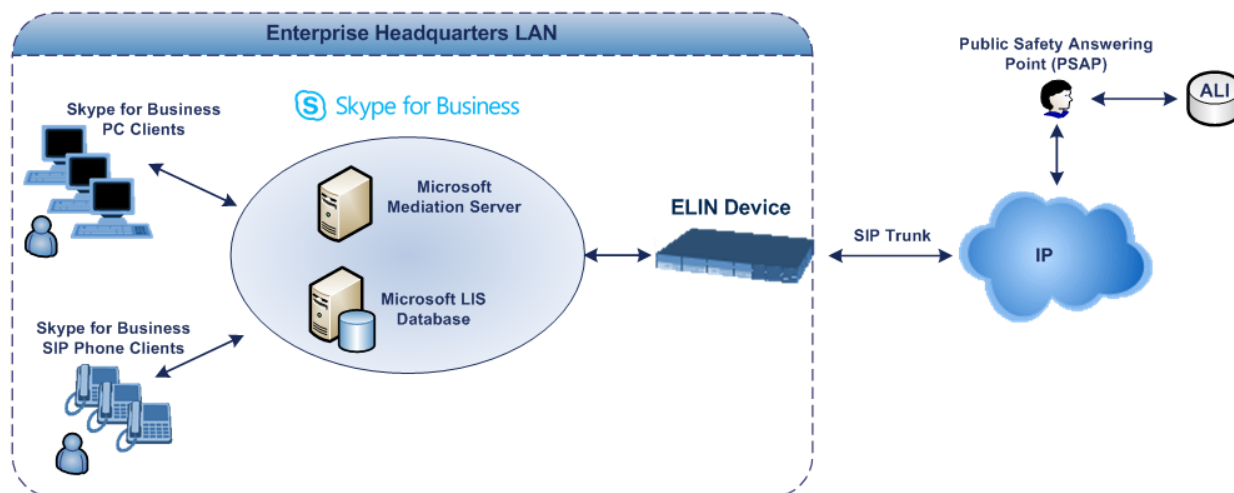 Enterprise Headquarters LAN
Skype for Business
PC Clients
S Skype for Business
Microsoft
Mediation Server
Microsoft LIS
Database
Skype for Business
SIP Phone Clients
ELIN Device
SIP Trunk
IP
Public Safety Answering
Point (PSAP)
ALI